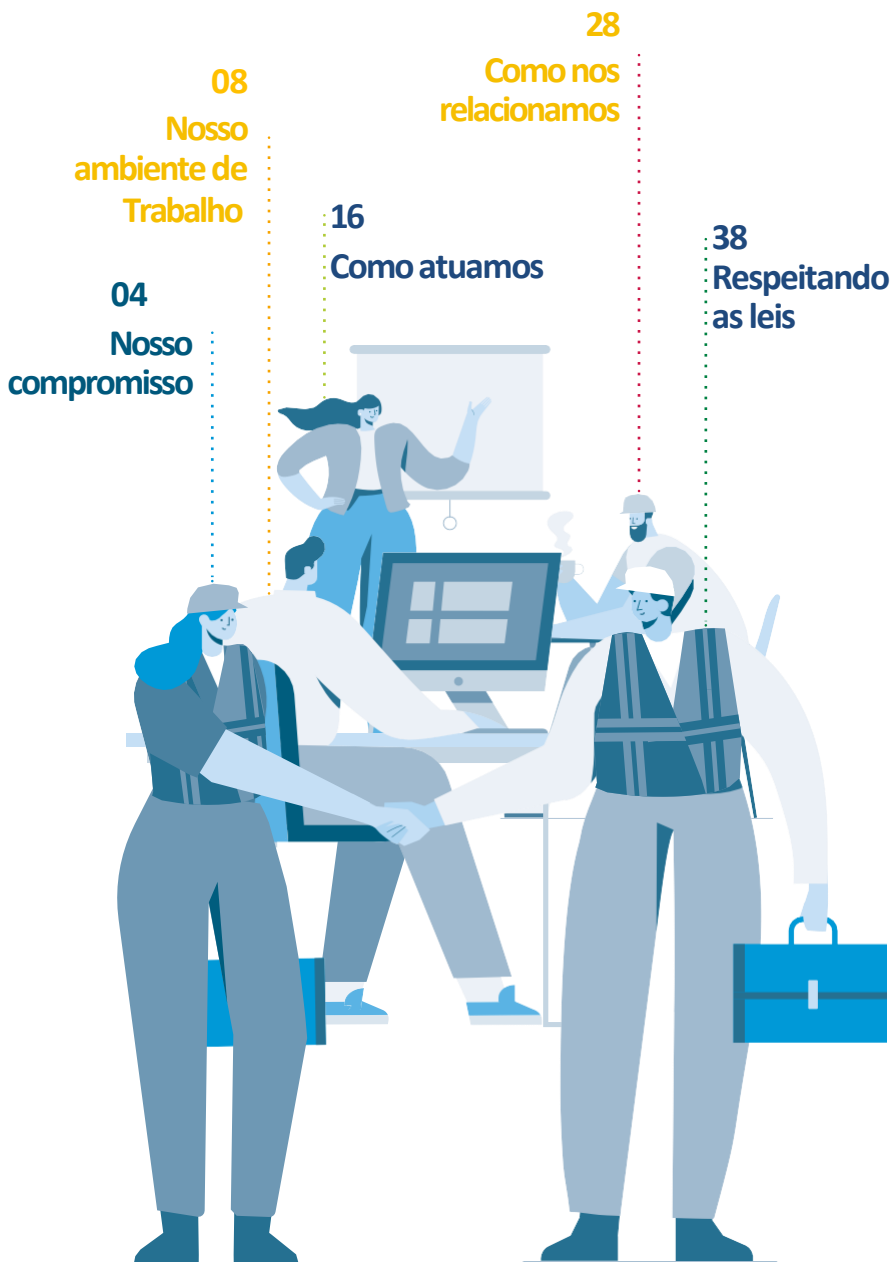 04
Nosso
compromisso
08
Nosso
ambiente de
Trabalho
16
Como atuamos
28
Como nos
relacionamos
38
Respeitando
as leis